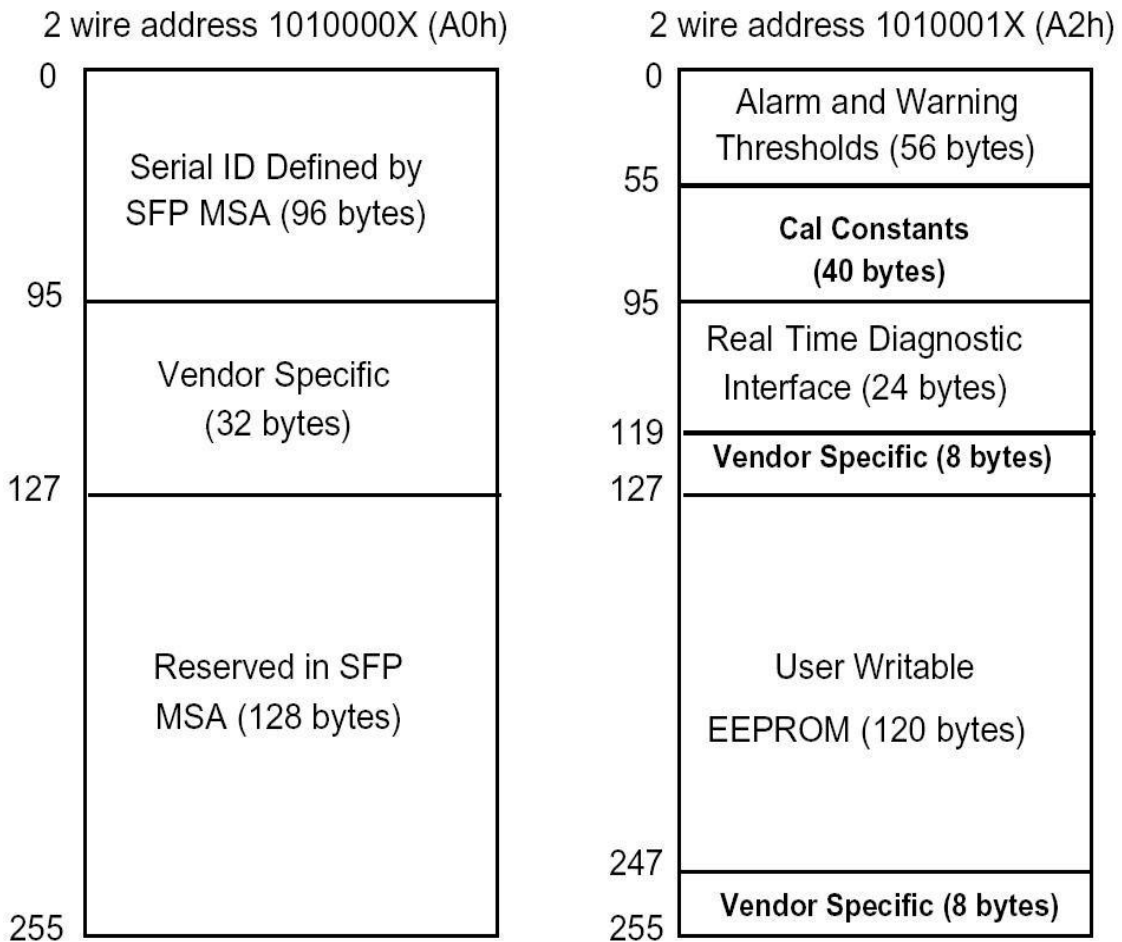 2 wire address 1010000X (A0h)
0
Serial ID Defined by
SFP MSA (96 bytes)
95
Vendor Specific
(32 bytes)
127
Reserved in SFP
MSA (128 bytes)
255
2 wire address 1010001X (A2h)
0
Alarm and Warning
Thresholds (56 bytes)
55
Cal Constants
(40 bytes)
95
Real Time Diagnostic
Interface (24 bytes)
119
Vendor Specific (8 bytes)
127
User Writable
EEPROM (120 bytes)
247
Vendor Specific (8 bytes)
255